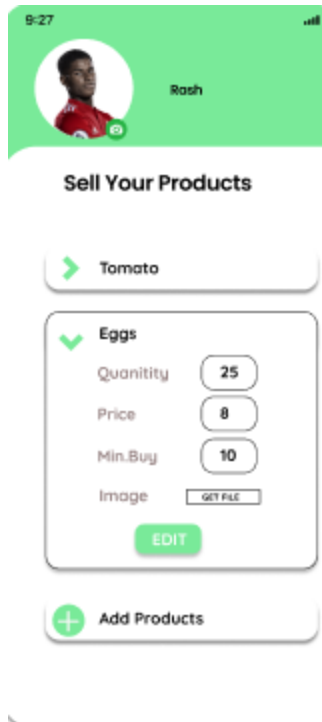 9:27
Rash
Sell Your Products
Tomato
Eggs
Quanitity 25
Price 8
Min.Buy 10
Image GET FILE
EDIT
Add Products